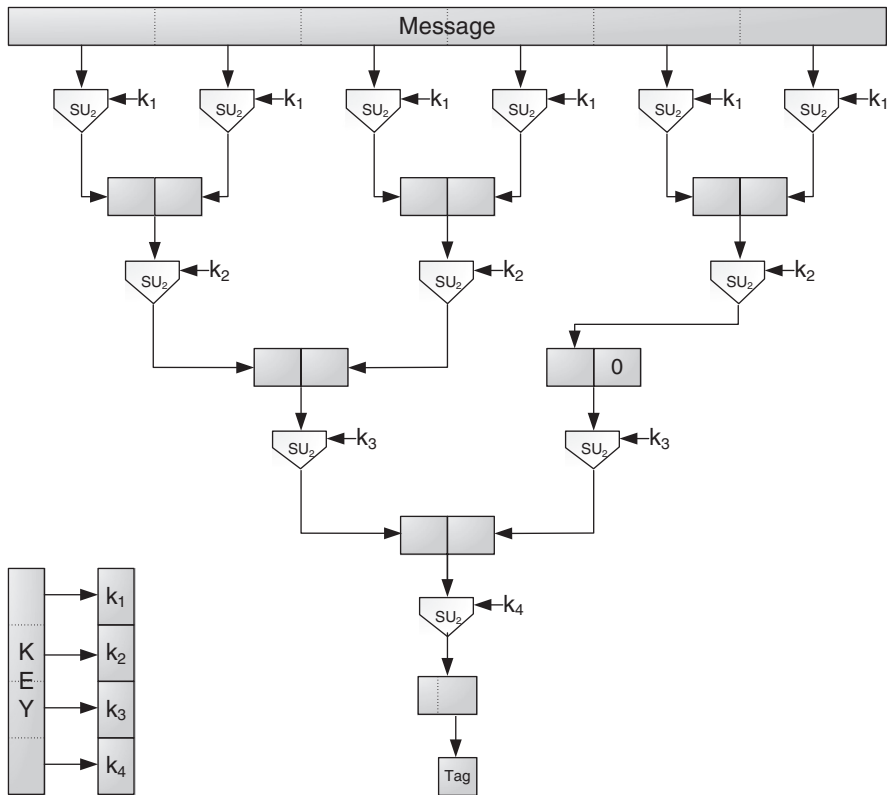 Message
SU₂ k₁ SU₂ k₁ SU₂ k₁ SU₂ k₁ SU₂ k₁ SU₂ k₁
SU₂ k₂ SU₂ k₂ SU₂ k₂
0
SU₂ k₃ SU₂ k₃
SU₂ k₄
Tag
KEY
k₁
k₂
k₃
k₄